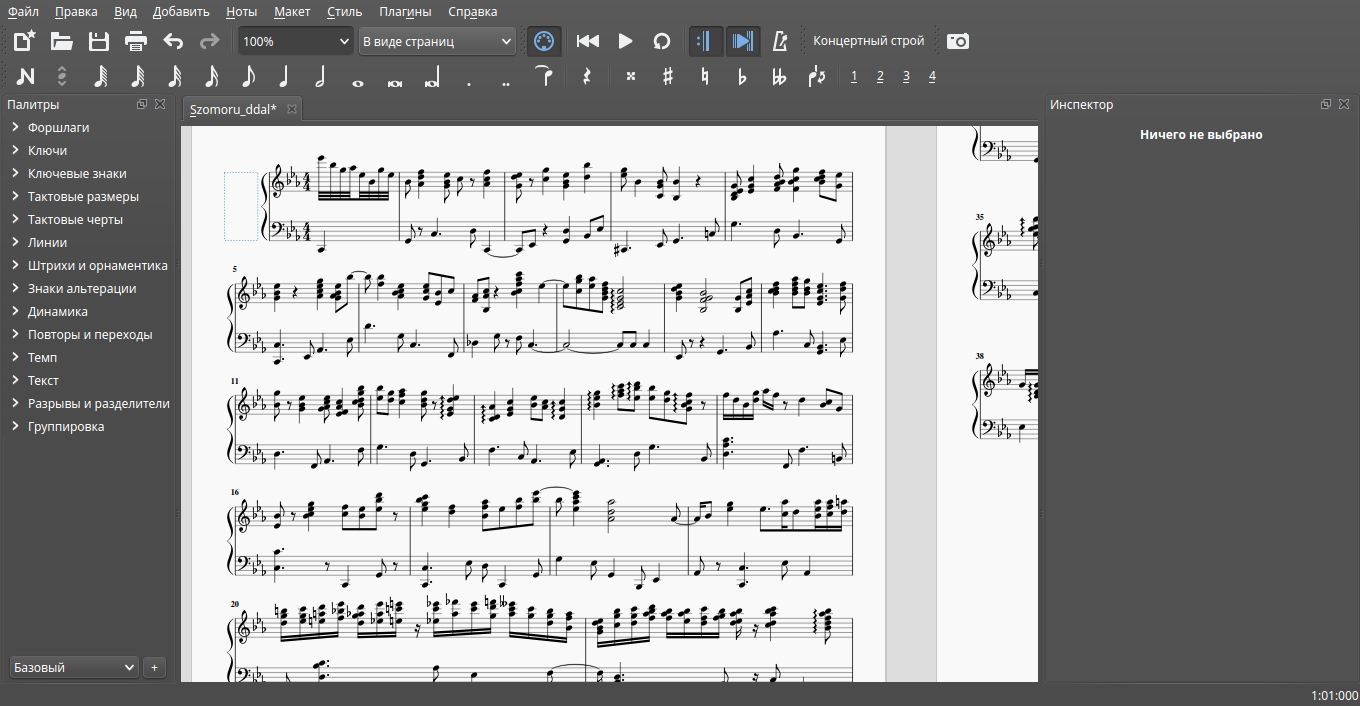 Файл Правка Вид Добавить Ноты Макет Стиль Плагины Справка
100% В виде страниц Концертный строй
1 2 3 4
Палитры
Форшлаги
Ключи
Ключевые знаки
Тактовые размеры
Тактовые черты
Линии
Штрихи и орнаментика
Знаки альтерации
Динамика
Повторы и переходы
Темп
Текст
Разрывы и разделители
Группировка
Базовый +
Szomoru_ddal*
5
11
16
20
35
38
Инспектор
Ничего не выбрано
1:01:000